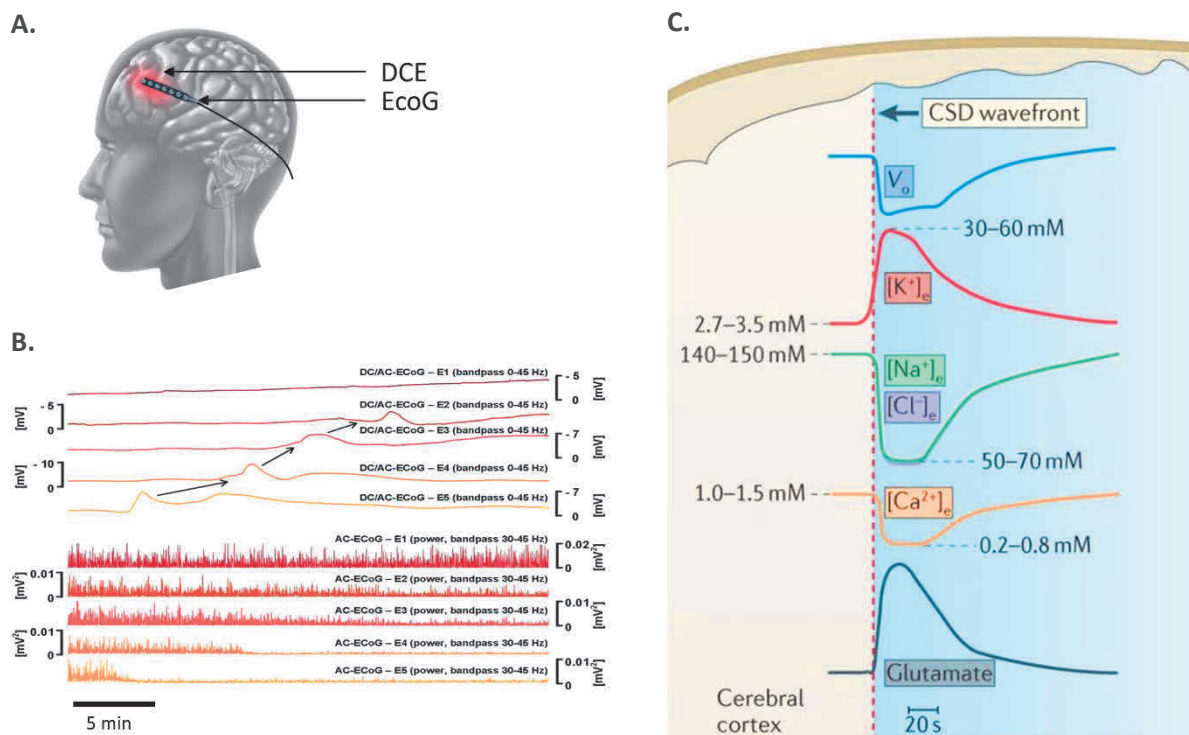 A.
DCE
EcoG
B.
DC/AC-ECoG – E1 (bandpass 0-45 Hz)
- 5
0
[mV]
DC/AC-ECoG – E2 (bandpass 0-45 Hz)
[mV]
- 5
0
DC/AC-ECoG – E3 (bandpass 0-45 Hz)
- 7
0
[mV]
DC/AC-ECoG – E4 (bandpass 0-45 Hz)
[mV]
- 10
0
DC/AC-ECoG – E5 (bandpass 0-45 Hz)
- 7
0
[mV]
AC-ECoG – E1 (power, bandpass 30-45 Hz)
0.02
0
[mV²]
AC-ECoG – E2 (power, bandpass 30-45 Hz)
[mV²]
0.01
0
AC-ECoG – E3 (power, bandpass 30-45 Hz)
0.01
0
[mV²]
AC-ECoG – E4 (power, bandpass 30-45 Hz)
[mV²]
0.01
0
AC-ECoG – E5 (power, bandpass 30-45 Hz)
0.01
0
[mV²]
5 min
C.
CSD wavefront
Vₒ
30–60 mM
[K⁺]ₑ
2.7–3.5 mM
140–150 mM
[Na⁺]ₑ
[Cl⁻]ₑ
50–70 mM
1.0–1.5 mM
[Ca²⁺]ₑ
0.2–0.8 mM
Glutamate
Cerebral
cortex
20 s